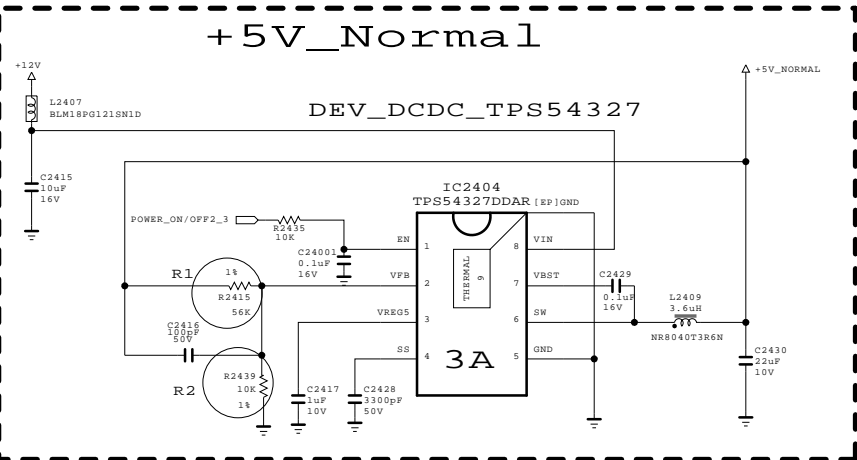 +5V_Normal
+12V
+5V_NORMAL
L2407
BLM18PG121SN1D
DEV_DCDC_TPS54327
C2415
10uF
16V
IC2404
TPS54327DDAR
[EP]GND
POWER_ON/OFF2_3
R2435
10K
C24001
0.1uF
16V
EN
1
8
VIN
THERMAL
9
R1
1%
R2415
56K
VFB
2
7
VBST
C2429
0.1uF
16V
L2409
3.6uH
NR8040T3R6N
C2416
100pF
50V
VREG5
3
6
SW
SS
4
5
GND
3A
R2
R2439
10K
1%
C2417
1uF
10V
C2428
3300pF
50V
C2430
22uF
10V